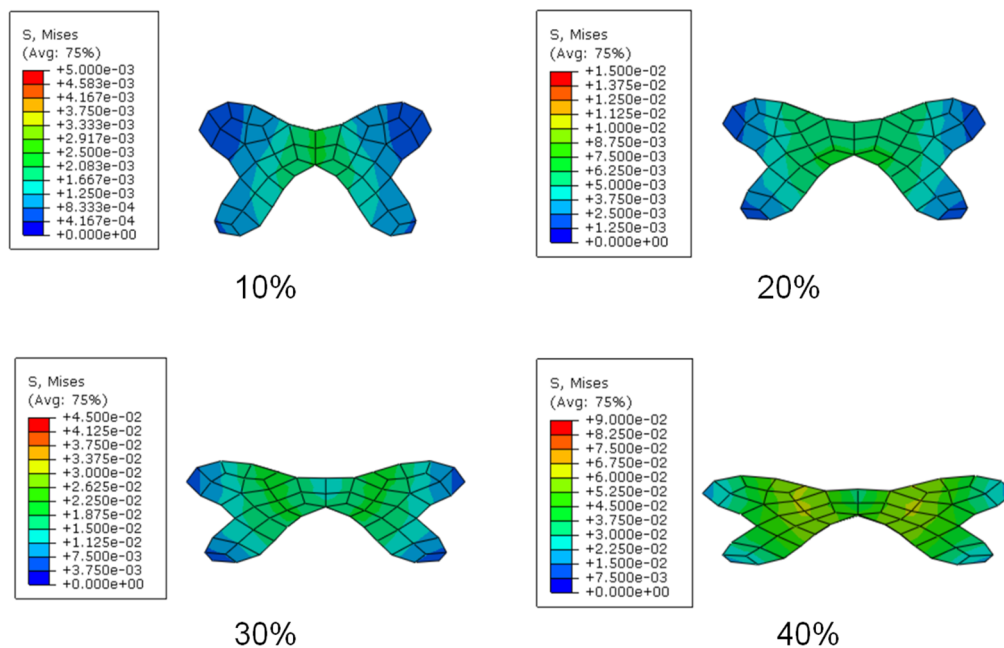 S, Mises
(Avg: 75%)
+5.000e-03
+4.583e-03
+4.167e-03
+3.750e-03
+3.333e-03
+2.917e-03
+2.500e-03
+2.083e-03
+1.667e-03
+1.250e-03
+8.333e-04
+4.167e-04
+0.000e+00
10%
S, Mises
(Avg: 75%)
+1.500e-02
+1.375e-02
+1.250e-02
+1.125e-02
+1.000e-02
+8.750e-03
+7.500e-03
+6.250e-03
+5.000e-03
+3.750e-03
+2.500e-03
+1.250e-03
+0.000e+00
20%
S, Mises
(Avg: 75%)
+4.500e-02
+4.125e-02
+3.750e-02
+3.375e-02
+3.000e-02
+2.625e-02
+2.250e-02
+1.875e-02
+1.500e-02
+1.125e-02
+7.500e-03
+3.750e-03
+0.000e+00
30%
S, Mises
(Avg: 75%)
+9.000e-02
+8.250e-02
+7.500e-02
+6.750e-02
+6.000e-02
+5.250e-02
+4.500e-02
+3.750e-02
+3.000e-02
+2.250e-02
+1.500e-02
+7.500e-03
+0.000e+00
40%